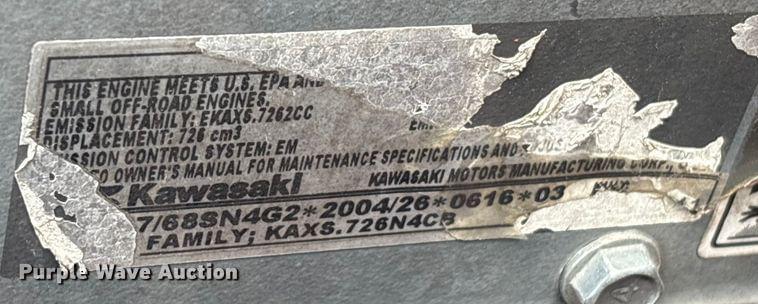 THIS ENGINE MEETS U.S. EPA AND
SMALL OFF-ROAD ENGINES.
EMISSION FAMILY: EKAXS.7262CC
DISPLACEMENT: 726 cm3
SSION CONTROL SYSTEM: EM
O OWNER'S MANUAL FOR MAINTENANCE SPECIFICATIONS AND
Kawasaki KAWASAKI MOTORS MANUFACTURING CORP.,
7/68SN4G2*2004/26*0616*03
FAMILY; KAXS.726N4CB
Purple Wave Auction